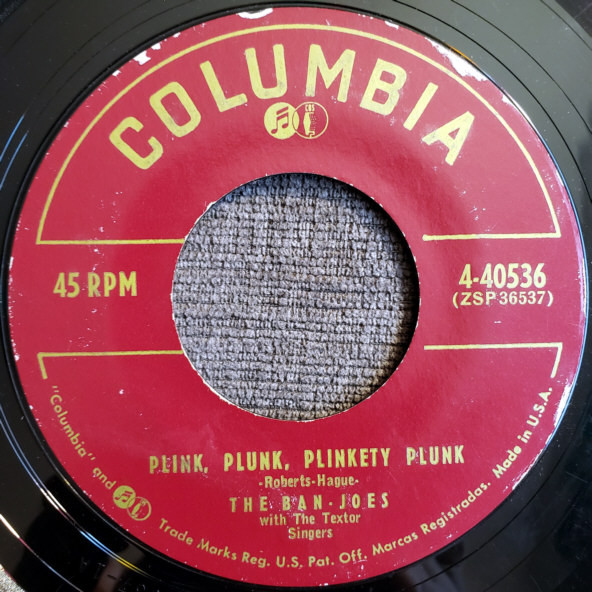 COLUMBIA
CBS
45 RPM
4-40536
(ZSP 36537)
PLINK, PLUNK, PLINKETY PLUNK
-Roberts-Hague-
THE BAN-JOES
with The Textor
Singers
"Columbia" and Trade Marks Reg. U.S. Pat. Off. Marcas Registradas. Made in U.S.A.